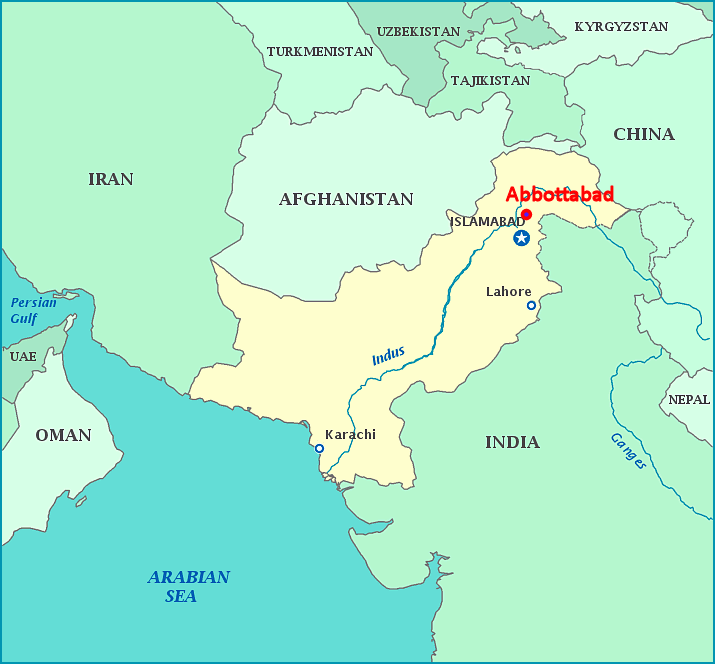 UZBEKISTAN
KYRGYZSTAN
TURKMENISTAN
TAJIKISTAN
CHINA
IRAN
AFGHANISTAN
Abbottabad
ISLAMABAD
Lahore
Persian
Gulf
UAE
Indus
NEPAL
OMAN
Karachi
INDIA
Ganges
ARABIAN
SEA